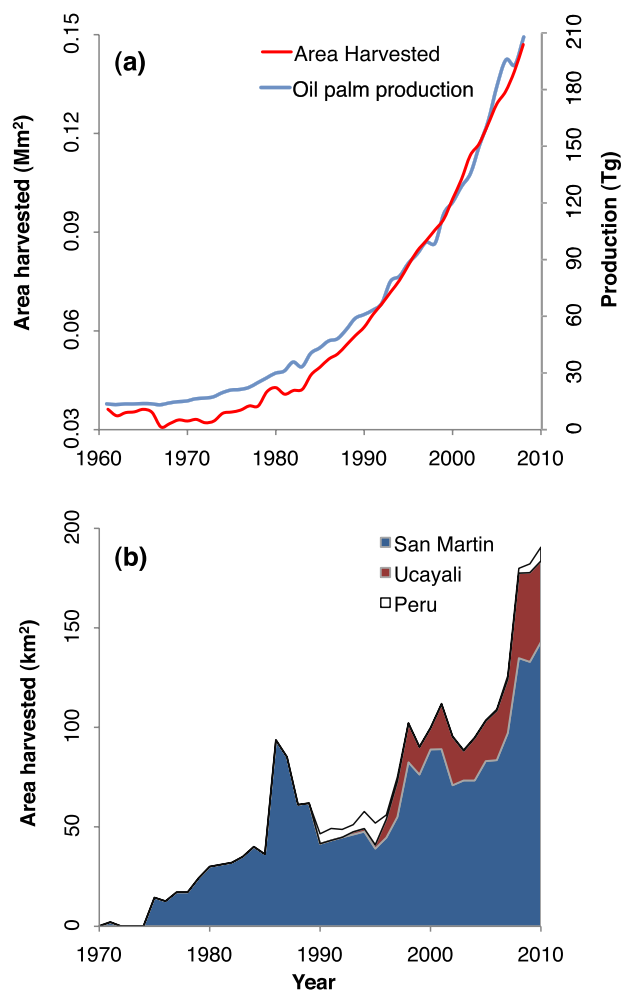 (a)
Area Harvested
Oil palm production
Area harvested (Mm²)
0.15
0.12
0.09
0.06
0.03
Production (Tg)
210
180
150
120
90
60
30
0
1960 1970 1980 1990 2000 2010
(b)
San Martin
Ucayali
Peru
Area harvested (km²)
200
150
100
50
0
1970 1980 1990 2000 2010
Year